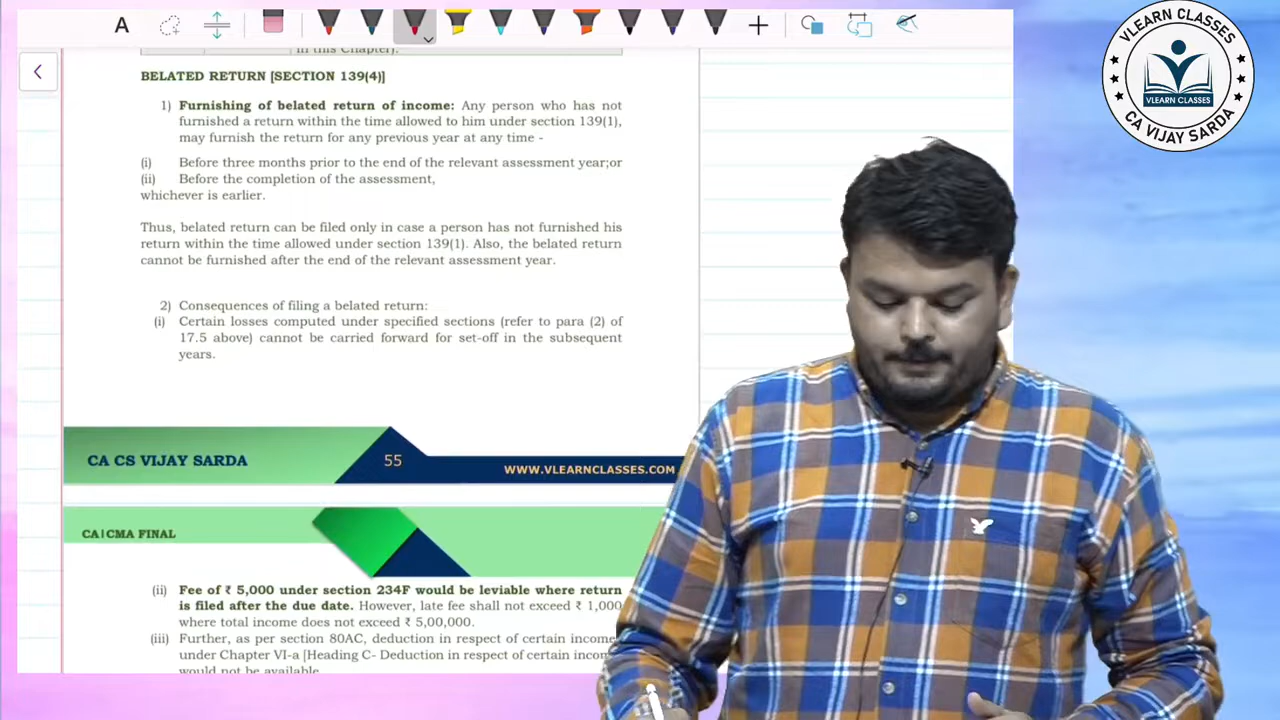 A
in this Chapter).
BELATED RETURN [SECTION 139(4)]
1) Furnishing of belated return of income: Any person who has not
furnished a return within the time allowed to him under section 139(1),
may furnish the return for any previous year at any time -
(i) Before three months prior to the end of the relevant assessment year;or
(ii) Before the completion of the assessment,
whichever is earlier.
Thus, belated return can be filed only in case a person has not furnished his
return within the time allowed under section 139(1). Also, the belated return
cannot be furnished after the end of the relevant assessment year.
2) Consequences of filing a belated return:
(i) Certain losses computed under specified sections (refer to para (2) of
17.5 above) cannot be carried forward for set-off in the subsequent
years.
CA CS VIJAY SARDA
55
WWW.VLEARNCLASSES.COM
CA|CMA FINAL
(ii) Fee of ₹ 5,000 under section 234F would be leviable where return
is filed after the due date. However, late fee shall not exceed ₹ 1,000
where total income does not exceed ₹ 5,00,000.
(iii) Further, as per section 80AC, deduction in respect of certain income
under Chapter VI-a [Heading C- Deduction in respect of certain
would not be available
VLEARN CLASSES
VLEARN CLASSES
CA VIJAY SARDA